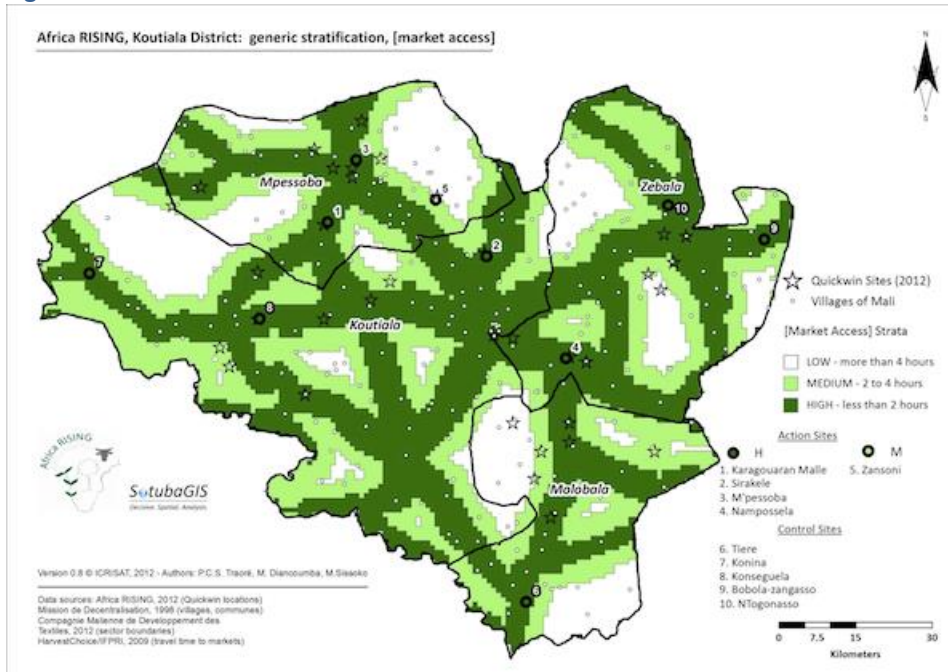 Africa RISING, Koutiala District: generic stratification, [market access]
N
S
3
Mpessoba
5
Zebala
10
1
9
2
7
8
Koutiala
4
Quickwin Sites (2012)
Villages of Mali
[Market Access] Strata
LOW - more than 4 hours
MEDIUM - 2 to 4 hours
HIGH - less than 2 hours
Action Sites
H M
1. Karagouaran Malle 5. Zansoni
2. Sirakele
3. M'pessoba
4. Nampossela
Control Sites
6. Tiere
7. Konina
8. Konseguela
9. Bobola-zangasso
10. NTogonasso
Africa RISING
SotubaGIS
Decision. Spatial. Analysis.
Malobala
6
Version 0.8 © ICRISAT, 2012 - Authors: P.C.S. Traoré, M. Diancoumba, M.Sissoko
Data sources: Africa RISING, 2012 (Quickwin locations)
Mission de Decentralisation, 1998 (villages, communes)
Compagnie Malienne de Developpement des
Textiles, 2012 (sector boundaries)
HarvestChoice/IFPRI, 2009 (travel time to markets)
0 7.5 15 30
Kilometers